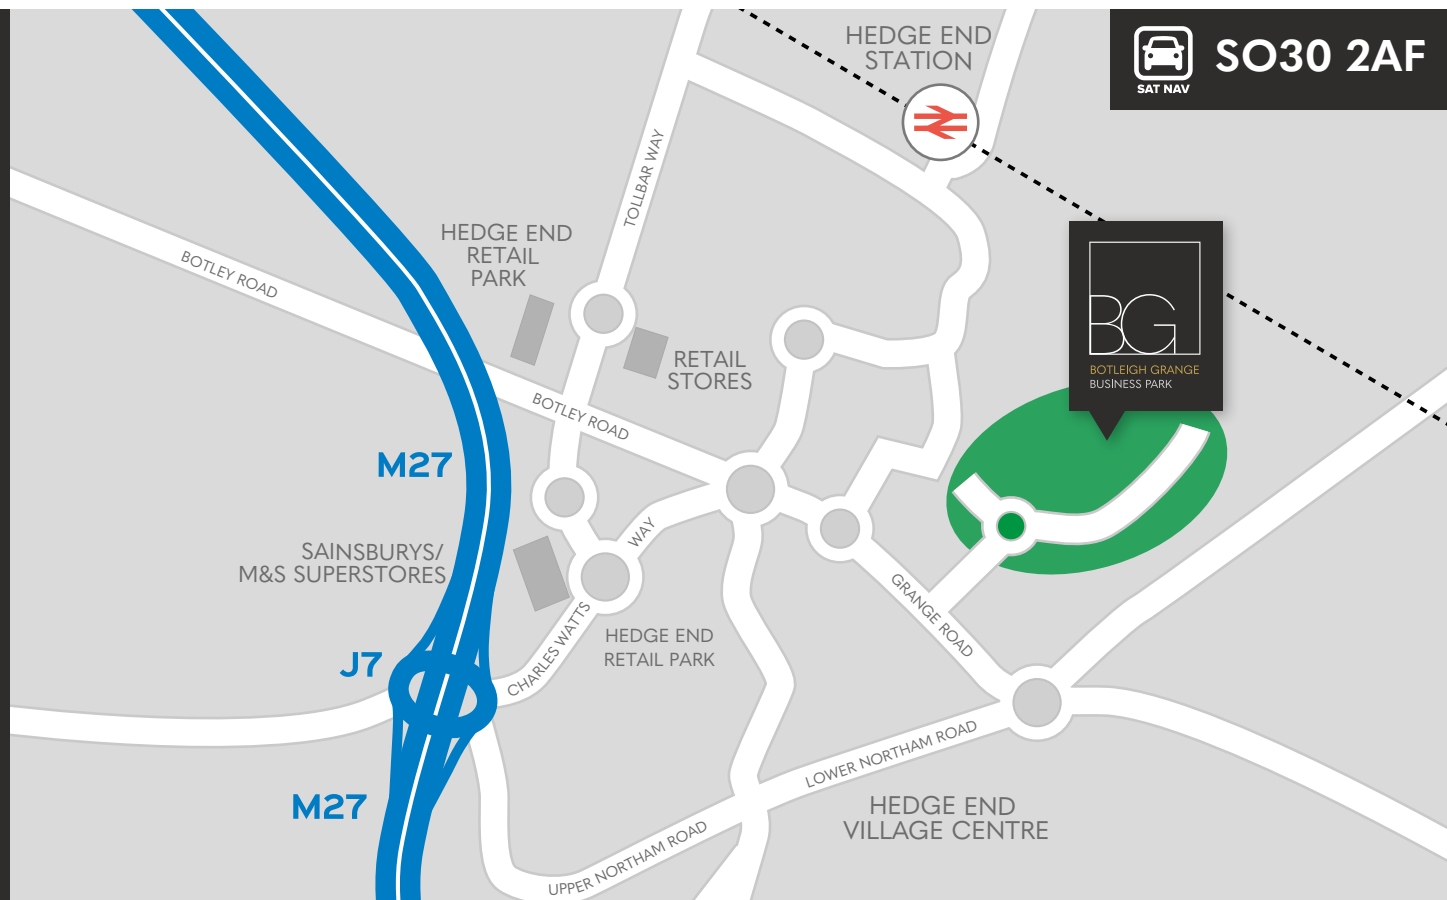 HEDGE END
STATION
SAT NAV
SO30 2AF
TOLLBAR WAY
HEDGE END
RETAIL
PARK
BOTLEY ROAD
RETAIL
STORES
BG
BOTLEIGH GRANGE
BUSINESS PARK
BOTLEY ROAD
M27
WAY
SAINSBURYS/
M&S SUPERSTORES
GRANGE ROAD
CHARLES WATTS
HEDGE END
RETAIL PARK
J7
LOWER NORTHAM ROAD
M27
HEDGE END
VILLAGE CENTRE
UPPER NORTHAM ROAD